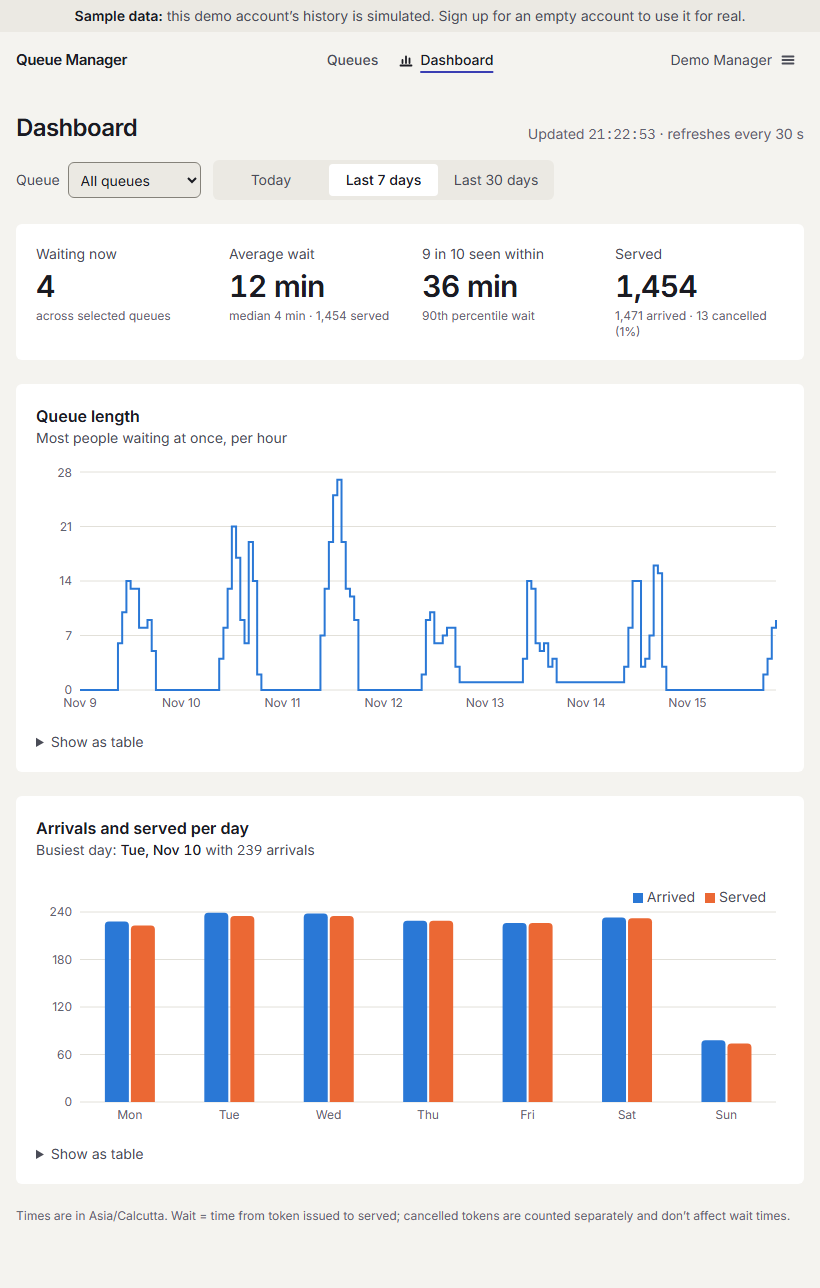 Sample data: this demo account’s history is simulated. Sign up for an empty account to use it for real.
Queue Manager
Queues
Dashboard
Demo Manager
Dashboard
Updated 21:22:53 · refreshes every 30 s
Queue
All queues
Today
Last 7 days
Last 30 days
Waiting now
4
across selected queues
Average wait
12 min
median 4 min · 1,454 served
9 in 10 seen within
36 min
90th percentile wait
Served
1,454
1,471 arrived · 13 cancelled
(1%)
Queue length
Most people waiting at once, per hour
28
21
14
7
0
Nov 9 Nov 10 Nov 11 Nov 12 Nov 13 Nov 14 Nov 15
Show as table
Arrivals and served per day
Busiest day: Tue, Nov 10 with 239 arrivals
Arrived Served
240
180
120
60
0
Mon Tue Wed Thu Fri Sat Sun
Show as table
Times are in Asia/Calcutta. Wait = time from token issued to served; cancelled tokens are counted separately and don’t affect wait times.